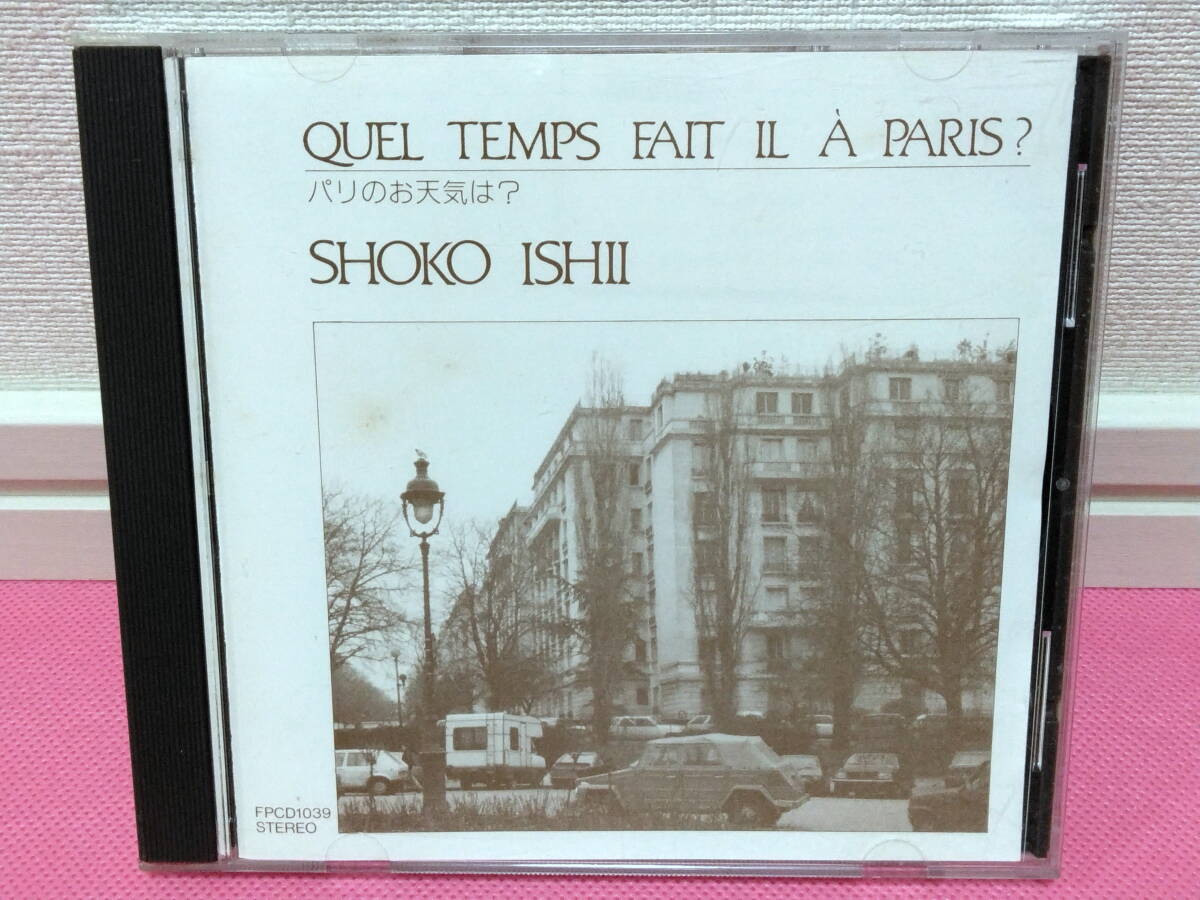 QUEL TEMPS FAIT IL À PARIS?
パリのお天気は?
SHOKO ISHII
FPCD1039
STEREO